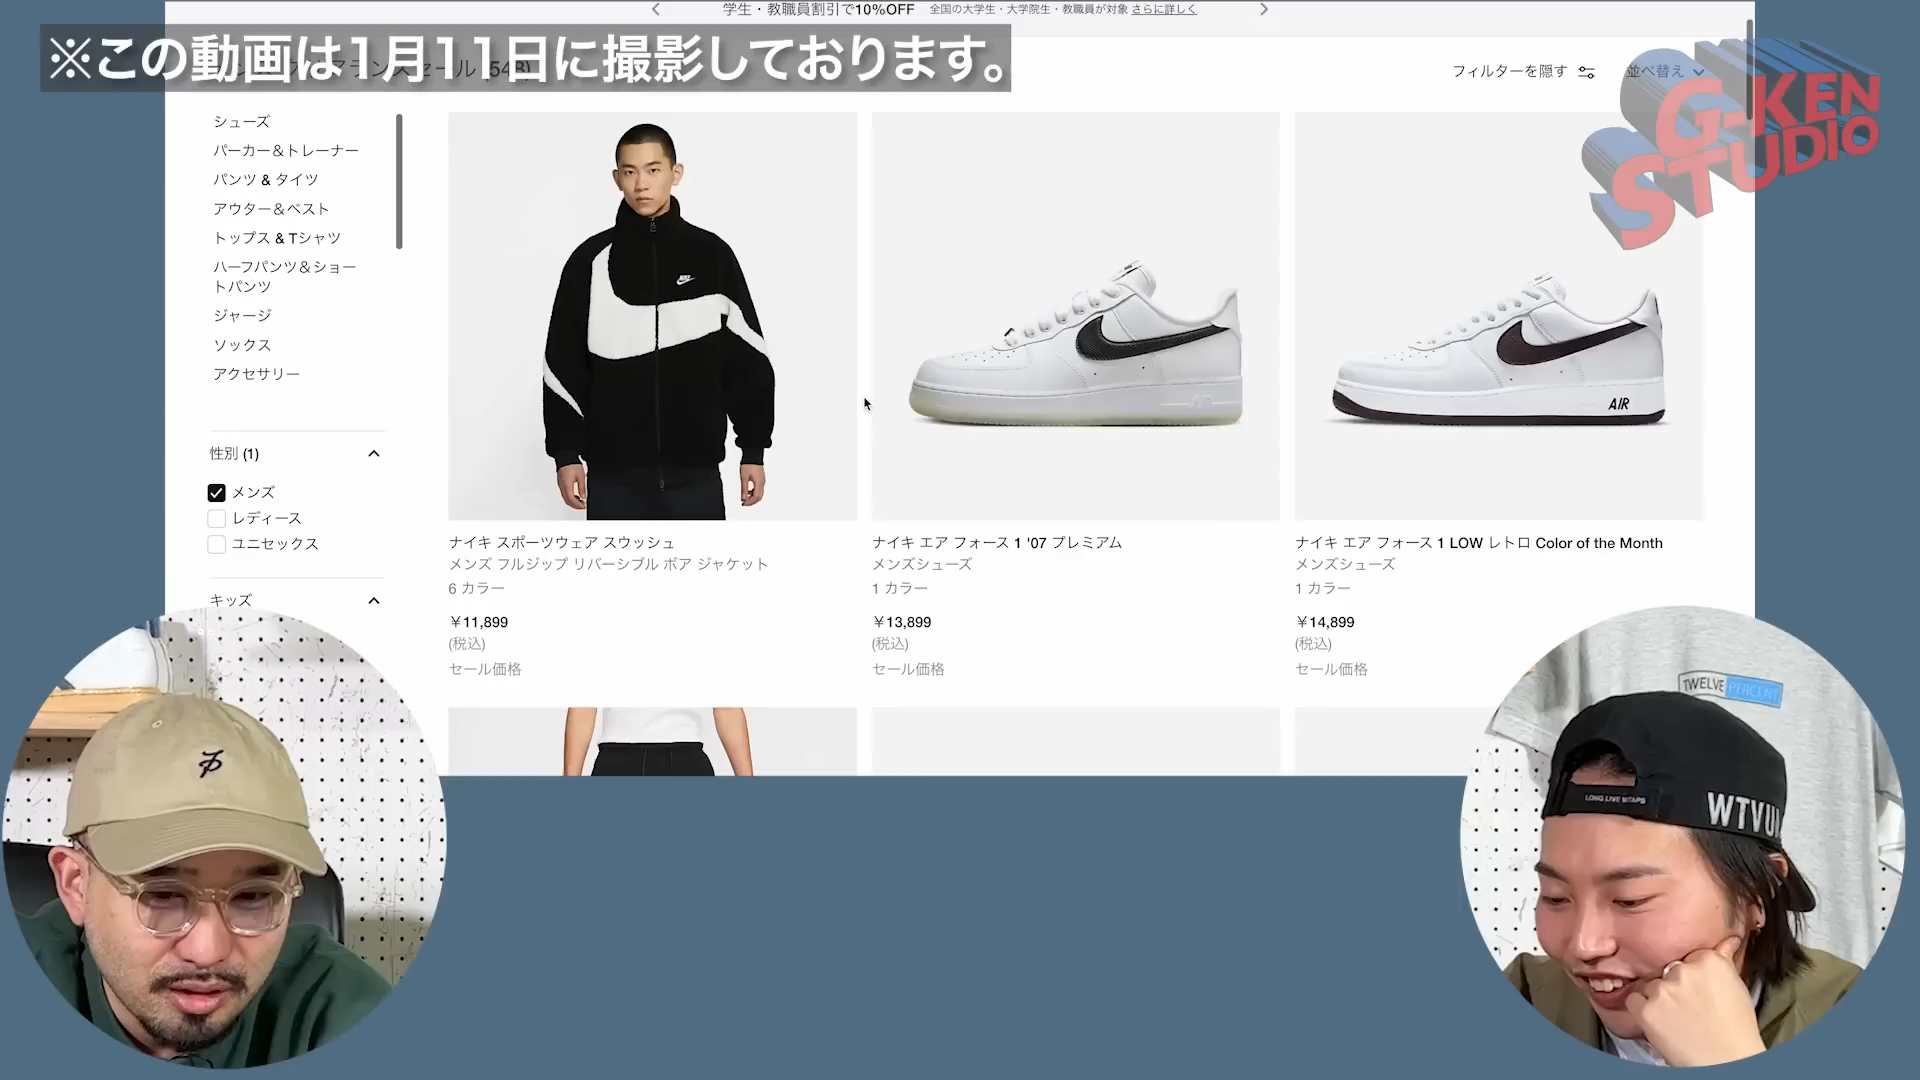 学生・教職員割引で10%OFF 全国の大学生・大学院生・教職員が対象 さらに詳しく
※この動画は1月11日に撮影しております。
フィルターを隠す
並べ替え
G-KEN
STUDIO
シューズ
パーカー＆トレーナー
パンツ & タイツ
アウター＆ベスト
トップス & Tシャツ
ハーフパンツ＆ショー
トパンツ
ジャージ
ソックス
アクセサリー
性別 (1)
メンズ
レディース
ユニセックス
キッズ
NIKE
AIR
ナイキ スポーツウェア スウッシュ
メンズ フルジップ リバーシブル ボア ジャケット
6 カラー
￥11,899
(税込)
セール価格
ナイキ エア フォース 1 '07 プレミアム
メンズシューズ
1 カラー
￥13,899
(税込)
セール価格
ナイキ エア フォース 1 LOW レトロ Color of the Month
メンズシューズ
1 カラー
￥14,899
(税込)
セール価格
TWELVE PERCENT
LONG LIVE WTAPS
WTVUA